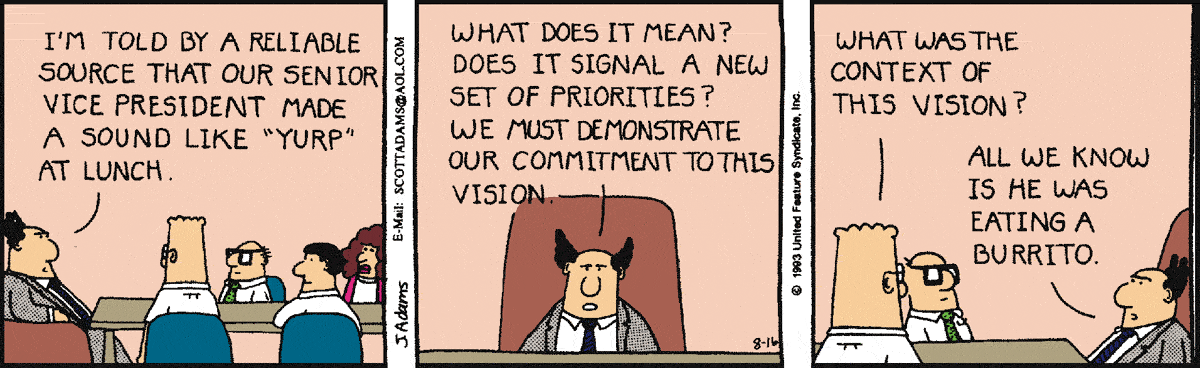 I'M TOLD BY A RELIABLE
SOURCE THAT OUR SENIOR
VICE PRESIDENT MADE
A SOUND LIKE "YURP"
AT LUNCH.
S. Adams
E-Mail: SCOTTADAMS@AOL.COM
WHAT DOES IT MEAN?
DOES IT SIGNAL A NEW
SET OF PRIORITIES?
WE MUST DEMONSTRATE
OUR COMMITMENT TO THIS
VISION.
8-16
© 1993 United Feature Syndicate, Inc.
WHAT WAS THE
CONTEXT OF
THIS VISION?
ALL WE KNOW
IS HE WAS
EATING A
BURRITO.